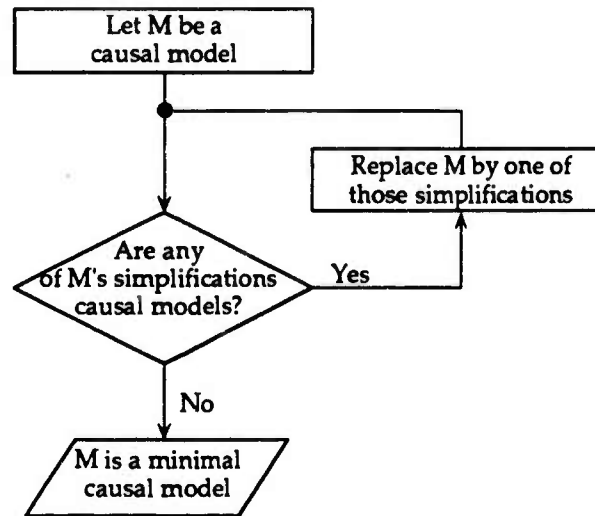 Let M be a
causal model
Replace M by one of
those simplifications
Are any
of M's simplifications
causal models?
Yes
No
M is a minimal
causal model